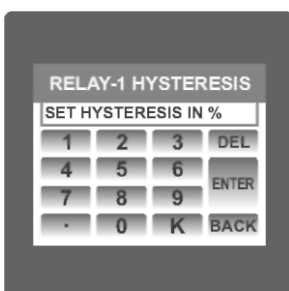 RELAY-1 HYSTERESIS
SET HYSTERESIS IN %
1 2 3 DEL
4 5 6
ENTER
7 8 9
. 0 K BACK